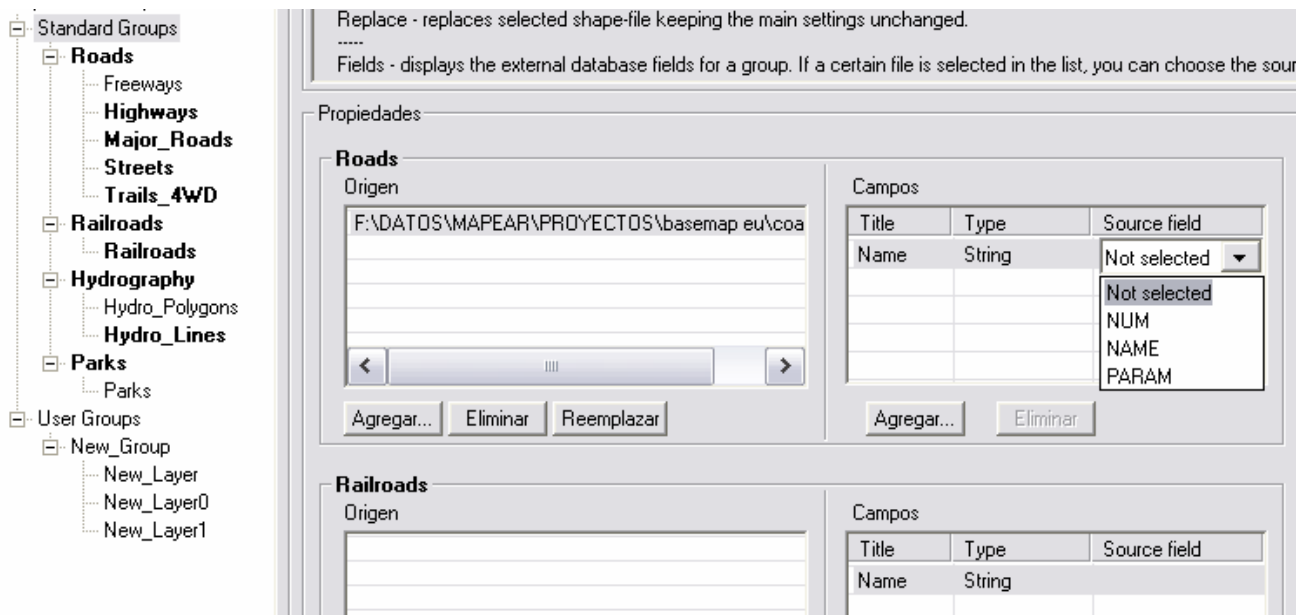 Standard Groups
Roads
Freeways
Highways
Major_Roads
Streets
Trails_4WD
Railroads
Railroads
Hydrography
Hydro_Polygons
Hydro_Lines
Parks
Parks
User Groups
New_Group
New_Layer
New_Layer0
New_Layer1
Replace - replaces selected shape-file keeping the main settings unchanged.
-----
Fields - displays the external database fields for a group. If a certain file is selected in the list, you can choose the sour
Propiedades
Roads
Origen
F:\DATOS\MAPEAR\PROYECTOS\basemap eu\coa
Agregar... Eliminar Reemplazar
Campos
Title Type Source field
Name String Not selected
Not selected
NUM
NAME
PARAM
Agregar... Eliminar
Railroads
Origen
Campos
Title Type Source field
Name String